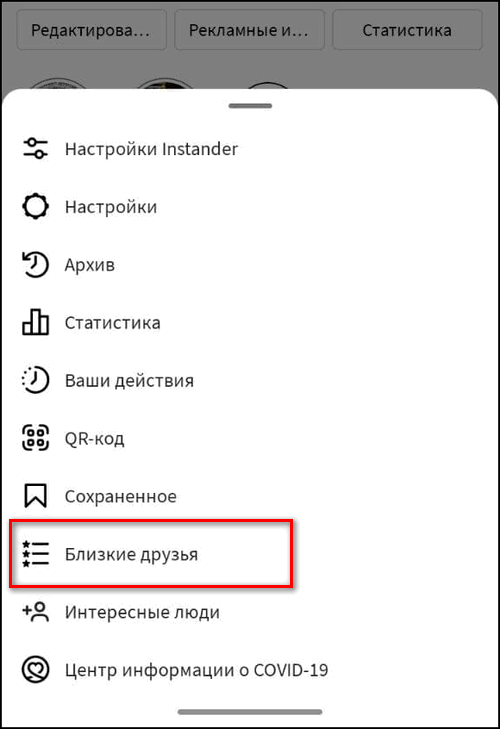 Редактирова...
Рекламные и...
Статистика
Настройки Instander
Настройки
Архив
Статистика
Ваши действия
QR-код
Сохраненное
Близкие друзья
Интересные люди
Центр информации о COVID-19